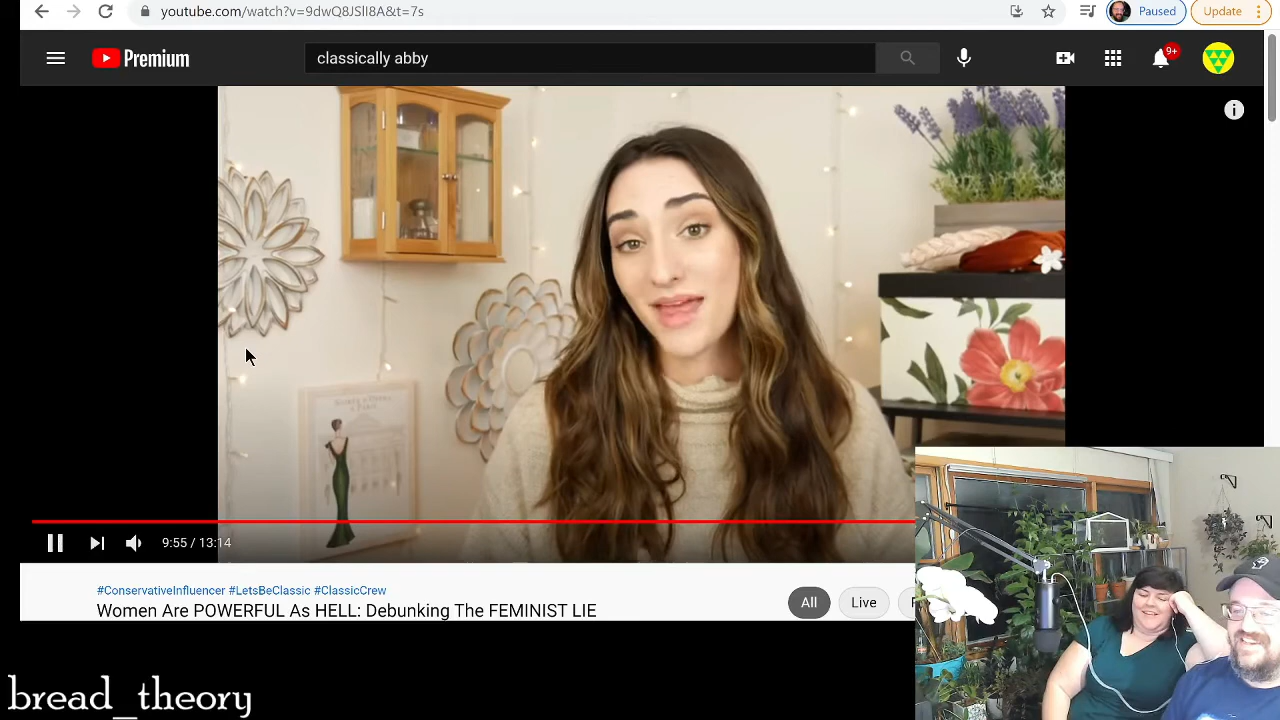 youtube.com/watch?v=9dwQ8JSlI8A&t=7s
Paused
Update
Premium
classically abby
9+
9:55 / 13:14
#ConservativeInfluencer #LetsBeClassic #ClassicCrew
Women Are POWERFUL As HELL: Debunking The FEMINIST LIE
All
Live
bread_theory